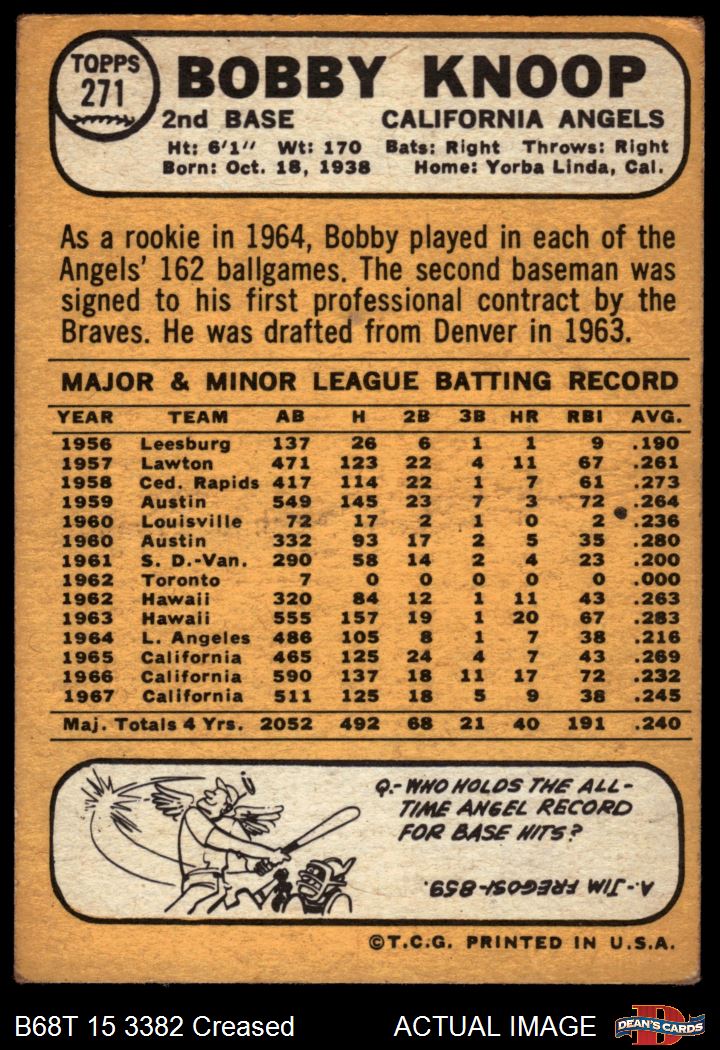 TOPPS
271
BOBBY KNOOP
2nd BASE CALIFORNIA ANGELS
Ht: 6'1" Wt: 170 Bats: Right Throws: Right
Born: Oct. 18, 1938 Home: Yorba Linda, Cal.
As a rookie in 1964, Bobby played in each of the
Angels' 162 ballgames. The second baseman was
signed to his first professional contract by the
Braves. He was drafted from Denver in 1963.
MAJOR & MINOR LEAGUE BATTING RECORD
YEAR TEAM AB H 2B 3B HR RBI AVG.
1956 Leesburg 137 26 6 1 1 9 .190
1957 Lawton 471 123 22 4 11 67 .261
1958 Ced. Rapids 417 114 22 1 7 61 .273
1959 Austin 549 145 23 7 3 72 .264
1960 Louisville 72 17 2 1 0 2 .236
1960 Austin 332 93 17 2 5 35 .280
1961 S. D.-Van. 290 58 14 2 4 23 .200
1962 Toronto 7 0 0 0 0 0 .000
1962 Hawaii 320 84 12 1 11 43 .263
1963 Hawaii 555 157 19 1 20 67 .283
1964 L. Angeles 486 105 8 1 7 38 .216
1965 California 465 125 24 4 7 43 .269
1966 California 590 137 18 11 17 72 .232
1967 California 511 125 18 5 9 38 .245
Maj. Totals 4 Yrs. 2052 492 68 21 40 191 .240
Q.- WHO HOLDS THE ALL-
TIME ANGEL RECORD
FOR BASE HITS?
A.- JIM FREGOSI-859.
©T.C.G. PRINTED IN U.S.A.
B68T 15 3382 Creased ACTUAL IMAGE
DEAN'S CARDS